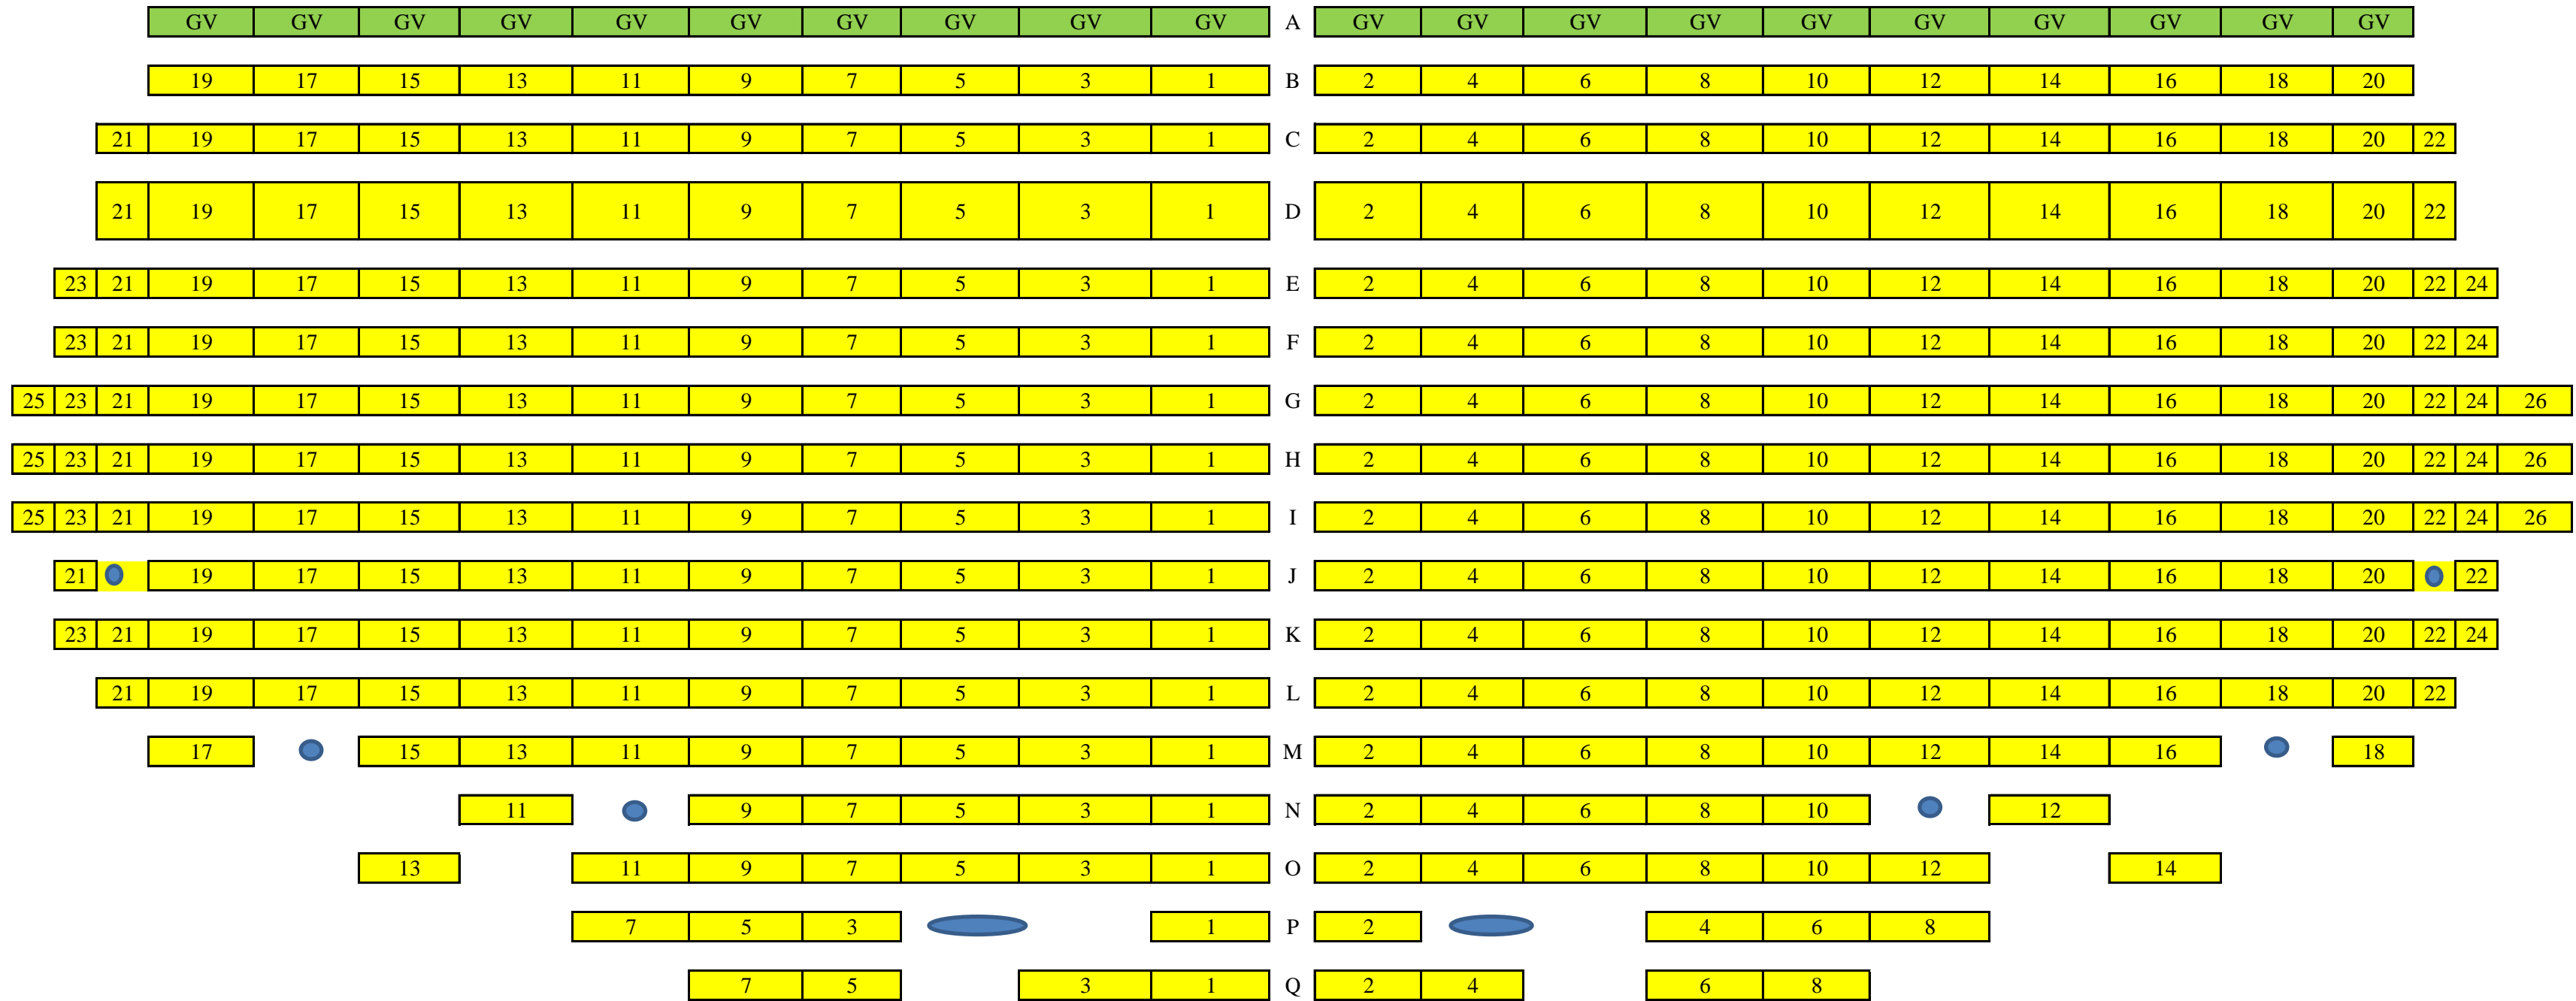 GV GV GV GV GV GV GV GV GV GV A GV GV GV GV GV GV GV GV GV GV
19 17 15 13 11 9 7 5 3 1 B 2 4 6 8 10 12 14 16 18 20
21 19 17 15 13 11 9 7 5 3 1 C 2 4 6 8 10 12 14 16 18 20 22
21 19 17 15 13 11 9 7 5 3 1 D 2 4 6 8 10 12 14 16 18 20 22
23 21 19 17 15 13 11 9 7 5 3 1 E 2 4 6 8 10 12 14 16 18 20 22 24
23 21 19 17 15 13 11 9 7 5 3 1 F 2 4 6 8 10 12 14 16 18 20 22 24
25 23 21 19 17 15 13 11 9 7 5 3 1 G 2 4 6 8 10 12 14 16 18 20 22 24 26
25 23 21 19 17 15 13 11 9 7 5 3 1 H 2 4 6 8 10 12 14 16 18 20 22 24 26
25 23 21 19 17 15 13 11 9 7 5 3 1 I 2 4 6 8 10 12 14 16 18 20 22 24 26
21 19 17 15 13 11 9 7 5 3 1 J 2 4 6 8 10 12 14 16 18 20 22
23 21 19 17 15 13 11 9 7 5 3 1 K 2 4 6 8 10 12 14 16 18 20 22 24
21 19 17 15 13 11 9 7 5 3 1 L 2 4 6 8 10 12 14 16 18 20 22
17 15 13 11 9 7 5 3 1 M 2 4 6 8 10 12 14 16 18
11 9 7 5 3 1 N 2 4 6 8 10 12
13 11 9 7 5 3 1 O 2 4 6 8 10 12 14
7 5 3 1 P 2 4 6 8
7 5 3 1 Q 2 4 6 8